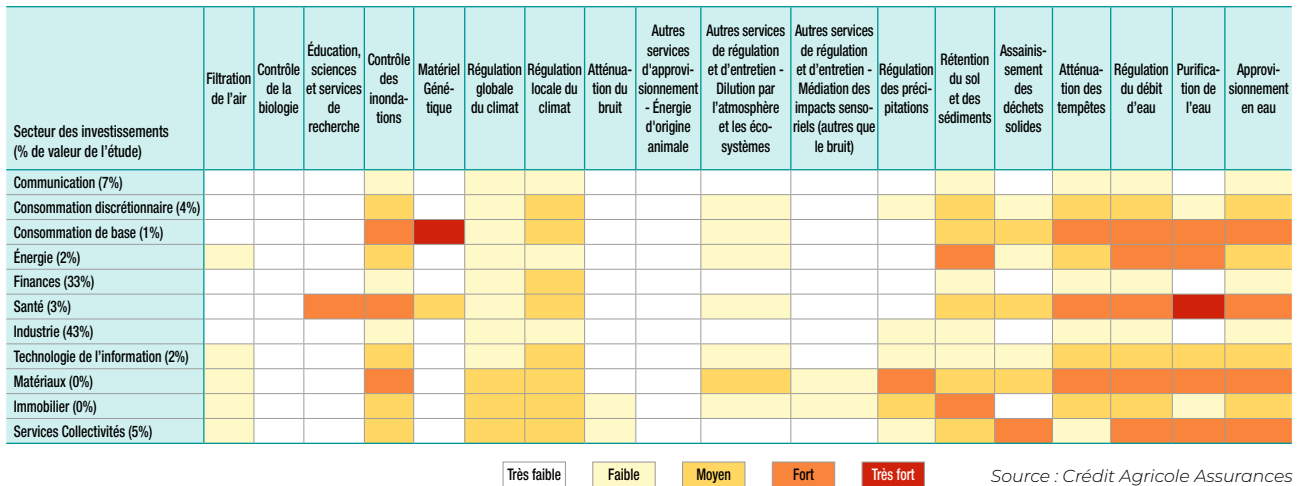 Secteur des investissements
(% de valeur de l'étude)
Filtration
de l'air
Contrôle
de la
biologie
Éducation,
sciences
et services
de
recherche
Contrôle
des
inonda-
tions
Matériel
Géné-
tique
Régulation
globale
du climat
Régulation
locale du
climat
Atténua-
tion du
bruit
Autres
services
d'approvi-
sionnement
- Énergie
d'origine
animale
Autres services
de régulation
et d'entretien -
Dilution par
l'atmosphère
et les éco-
systèmes
Autres services
de régulation
et d'entretien -
Médiation des
impacts senso-
riels (autres que
le bruit)
Régulation
des préci-
pitations
Rétention
du sol
et des
sédiments
Assainis-
sement
des
déchets
solides
Atténua-
tion des
tempêtes
Régulation
du débit
d'eau
Purifica-
tion de
l'eau
Approvi-
sionnement
en eau
Communication (7%)
Consommation discrétionnaire (4%)
Consommation de base (1%)
Énergie (2%)
Finances (33%)
Santé (3%)
Industrie (43%)
Technologie de l'information (2%)
Matériaux (0%)
Immobilier (0%)
Services Collectivités (5%)
Très faible
Faible
Moyen
Fort
Très fort
Source : Crédit Agricole Assurances